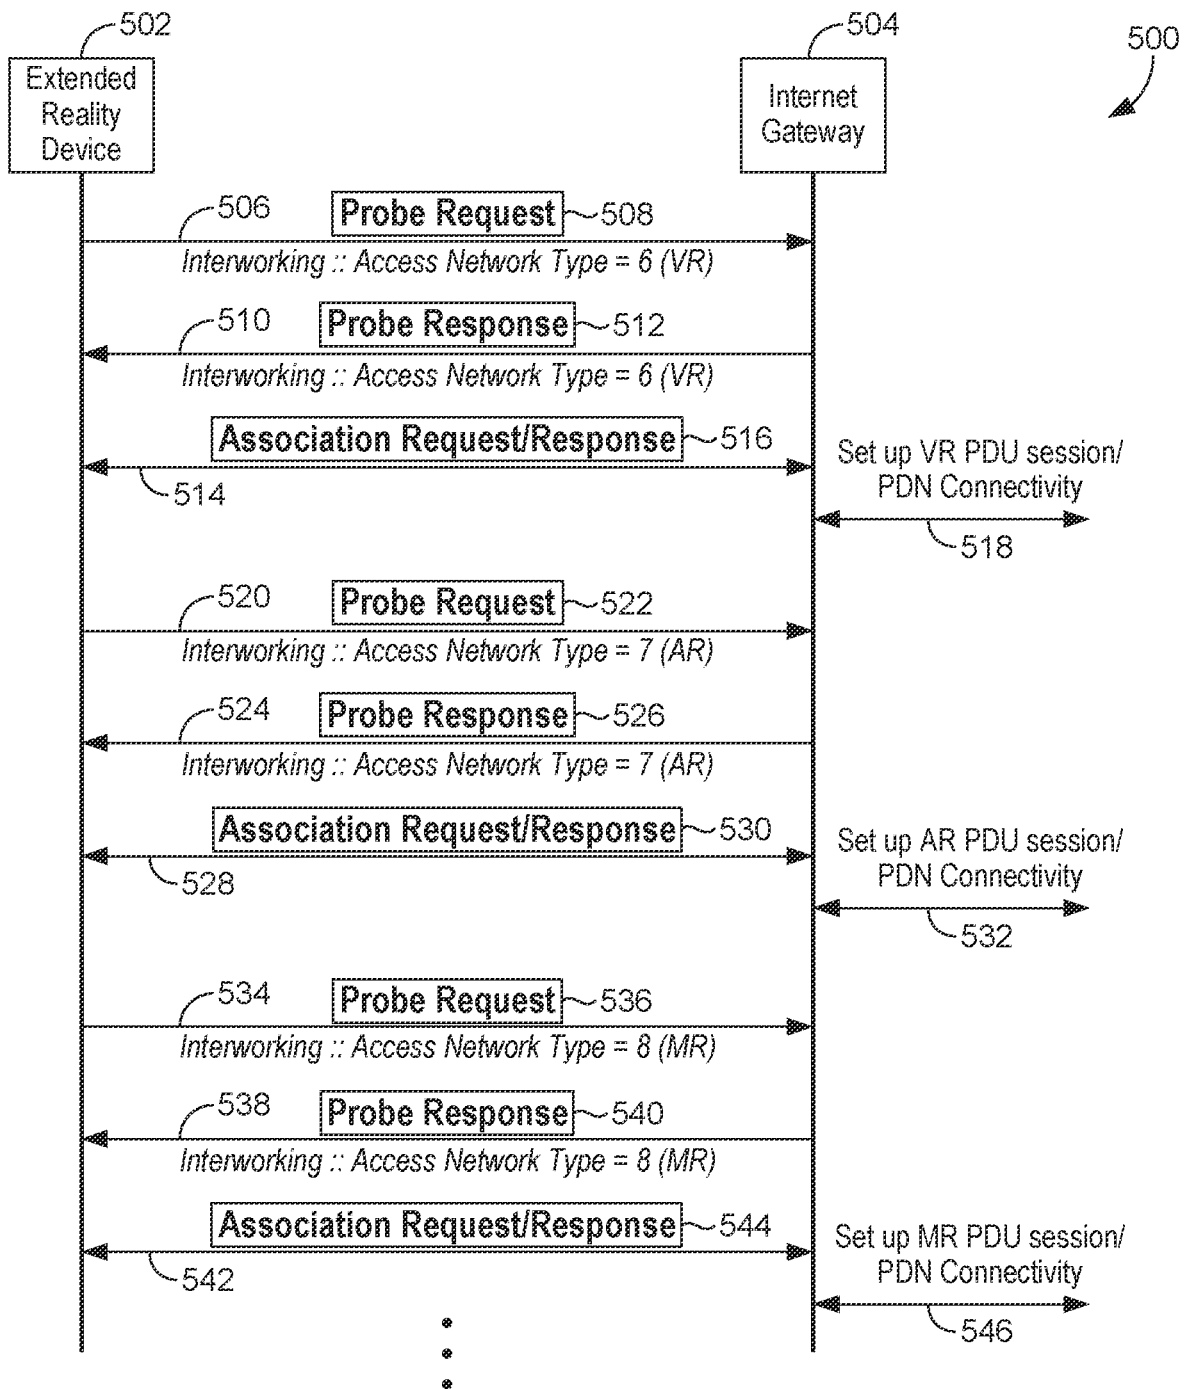 502
504
500
Extended
Reality
Device
Internet
Gateway
506
Probe Request
508
Interworking :: Access Network Type = 6 (VR)
510
Probe Response
512
Interworking :: Access Network Type = 6 (VR)
Association Request/Response
516
514
Set up VR PDU session/
PDN Connectivity
518
520
Probe Request
522
Interworking :: Access Network Type = 7 (AR)
524
Probe Response
526
Interworking :: Access Network Type = 7 (AR)
Association Request/Response
530
528
Set up AR PDU session/
PDN Connectivity
532
534
Probe Request
536
Interworking :: Access Network Type = 8 (MR)
538
Probe Response
540
Interworking :: Access Network Type = 8 (MR)
Association Request/Response
544
542
Set up MR PDU session/
PDN Connectivity
546